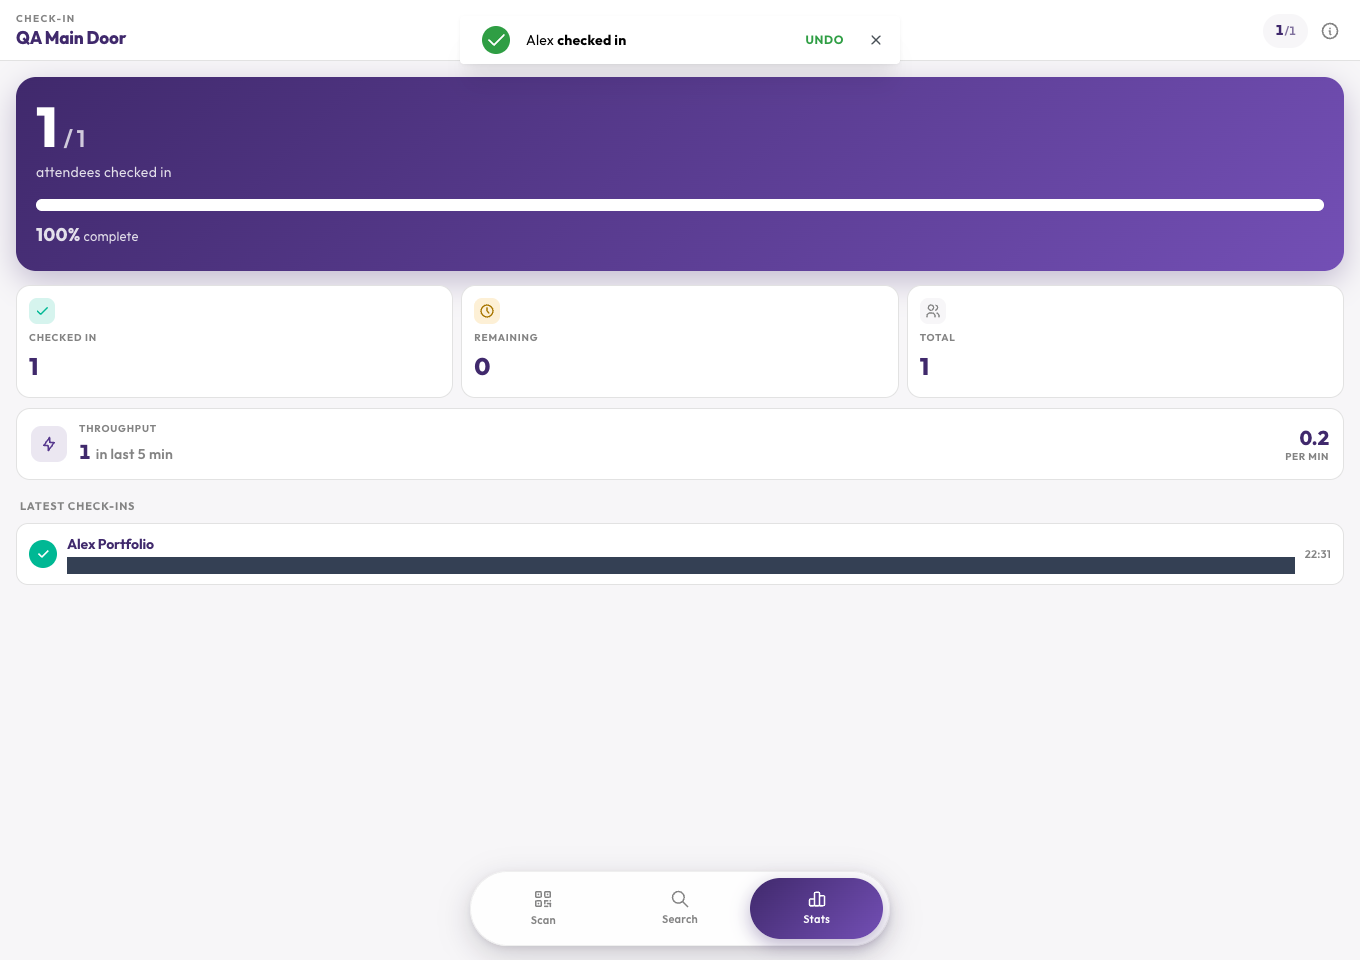 CHECK-IN
QA Main Door
Alex checked in
UNDO
1/1
1 / 1
attendees checked in
100% complete
CHECKED IN
1
REMAINING
0
TOTAL
1
THROUGHPUT
1 in last 5 min
0.2
PER MIN
LATEST CHECK-INS
Alex Portfolio
22:31
Scan
Search
Stats